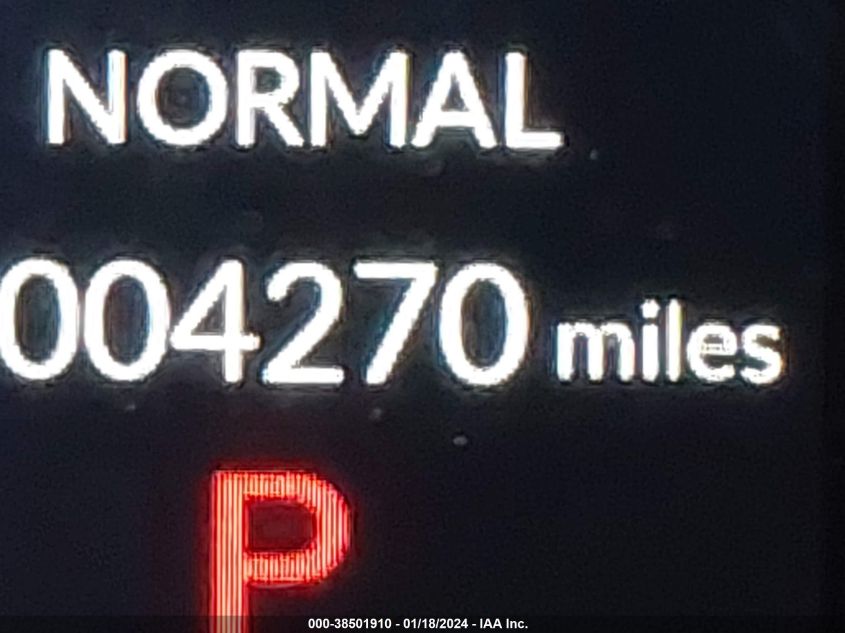 NORMAL
004270 miles
P
000-38501910 - 01/18/2024 - IAA Inc.